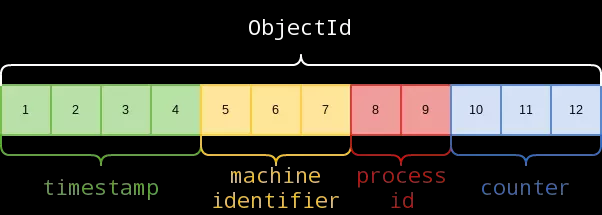 ObjectId
1 2 3 4 5 6 7 8 9 10 11 12
timestamp
machine identifier
process id
counter